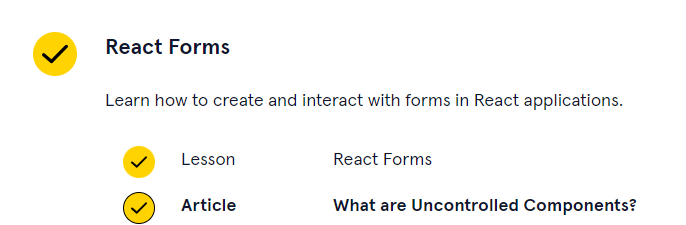 React Forms
Learn how to create and interact with forms in React applications.
Lesson React Forms
Article What are Uncontrolled Components?